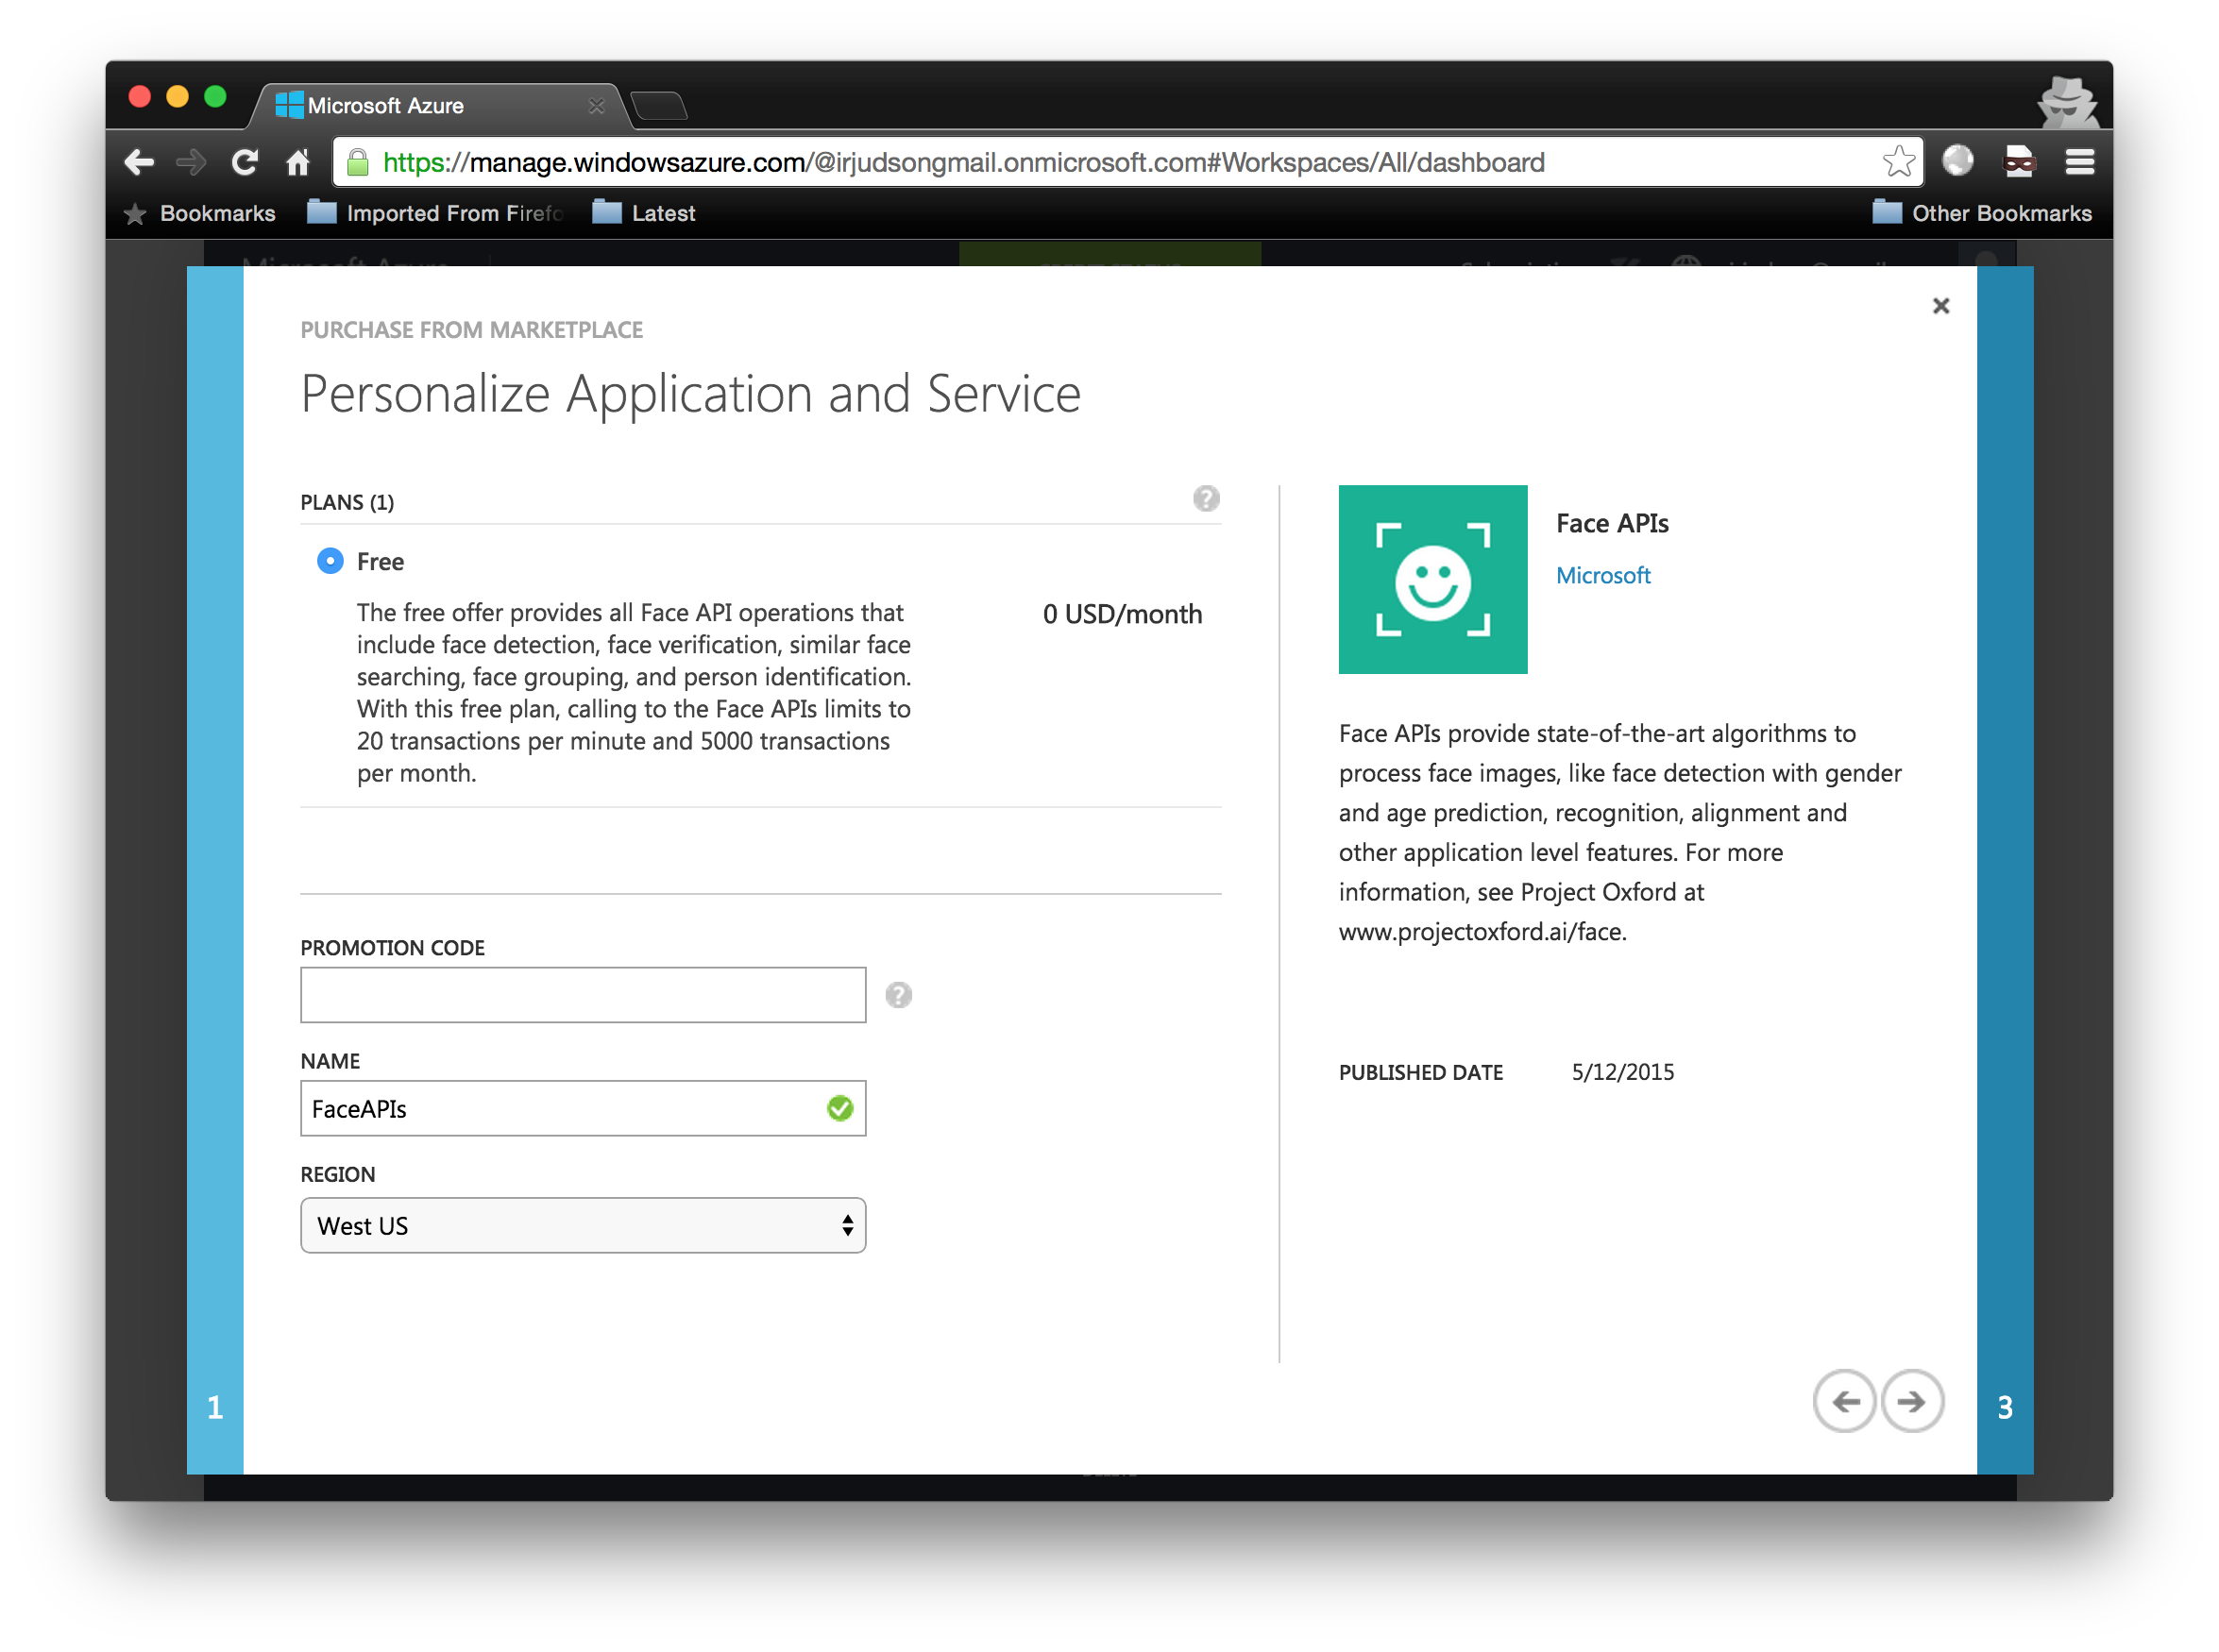 Microsoft Azure
https://manage.windowsazure.com/@irjudsongmail.onmicrosoft.com#Workspaces/All/dashboard
Bookmarks
Imported From Firefo
Latest
Other Bookmarks
PURCHASE FROM MARKETPLACE
Personalize Application and Service
PLANS (1)
?
Free
The free offer provides all Face API operations that
include face detection, face verification, similar face
searching, face grouping, and person identification.
With this free plan, calling to the Face APIs limits to
20 transactions per minute and 5000 transactions
per month.
0 USD/month
PROMOTION CODE
?
NAME
FaceAPIs
REGION
West US
Face APIs
Microsoft
Face APIs provide state-of-the-art algorithms to
process face images, like face detection with gender
and age prediction, recognition, alignment and
other application level features. For more
information, see Project Oxford at
www.projectoxford.ai/face.
PUBLISHED DATE 5/12/2015
1
3